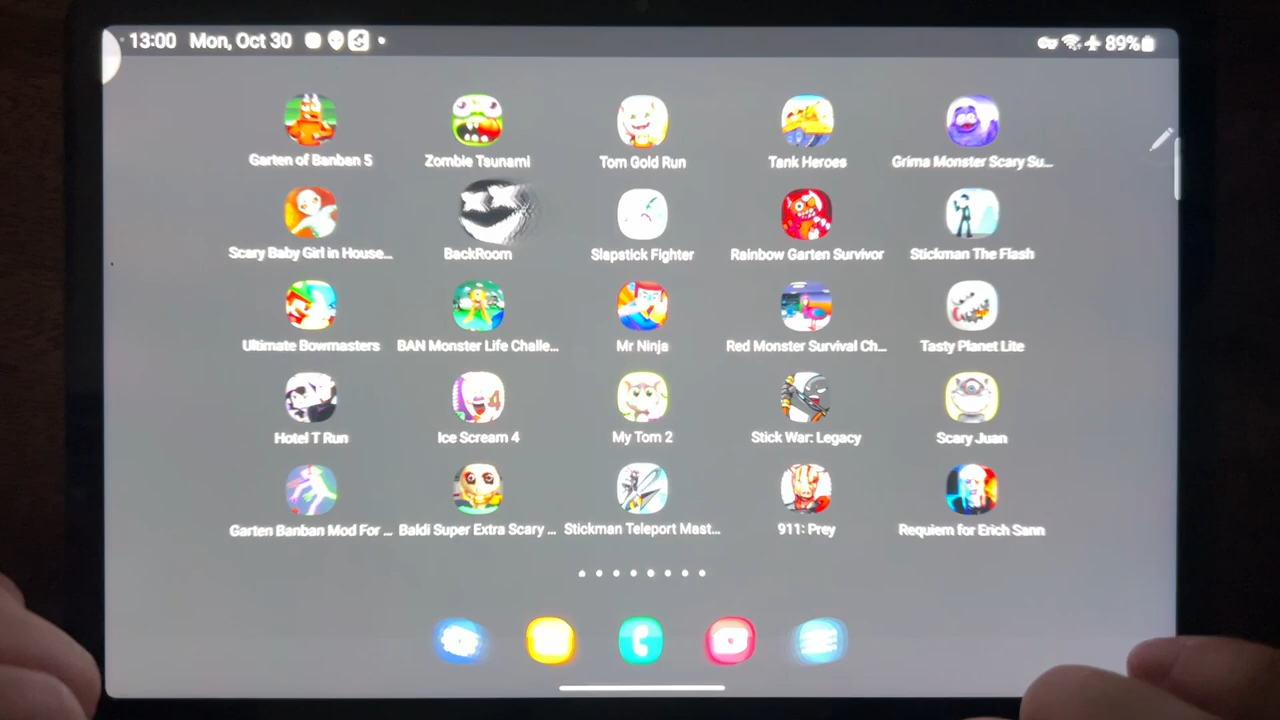 13:00 Mon, Oct 30 89%
Garten of Banban 5 Zombie Tsunami Tom Gold Run Tank Heroes Grima Monster Scary Su...
Scary Baby Girl in House... BackRoom Slapstick Fighter Rainbow Garten Survivor Stickman The Flash
Ultimate Bowmasters BAN Monster Life Challe... Mr Ninja Red Monster Survival Ch... Tasty Planet Lite
4
Hotel T Run Ice Scream 4 My Tom 2 Stick War: Legacy Scary Juan
Garten Banban Mod For ... Baldi Super Extra Scary ... Stickman Teleport Mast... 911: Prey Requiem for Erich Sann